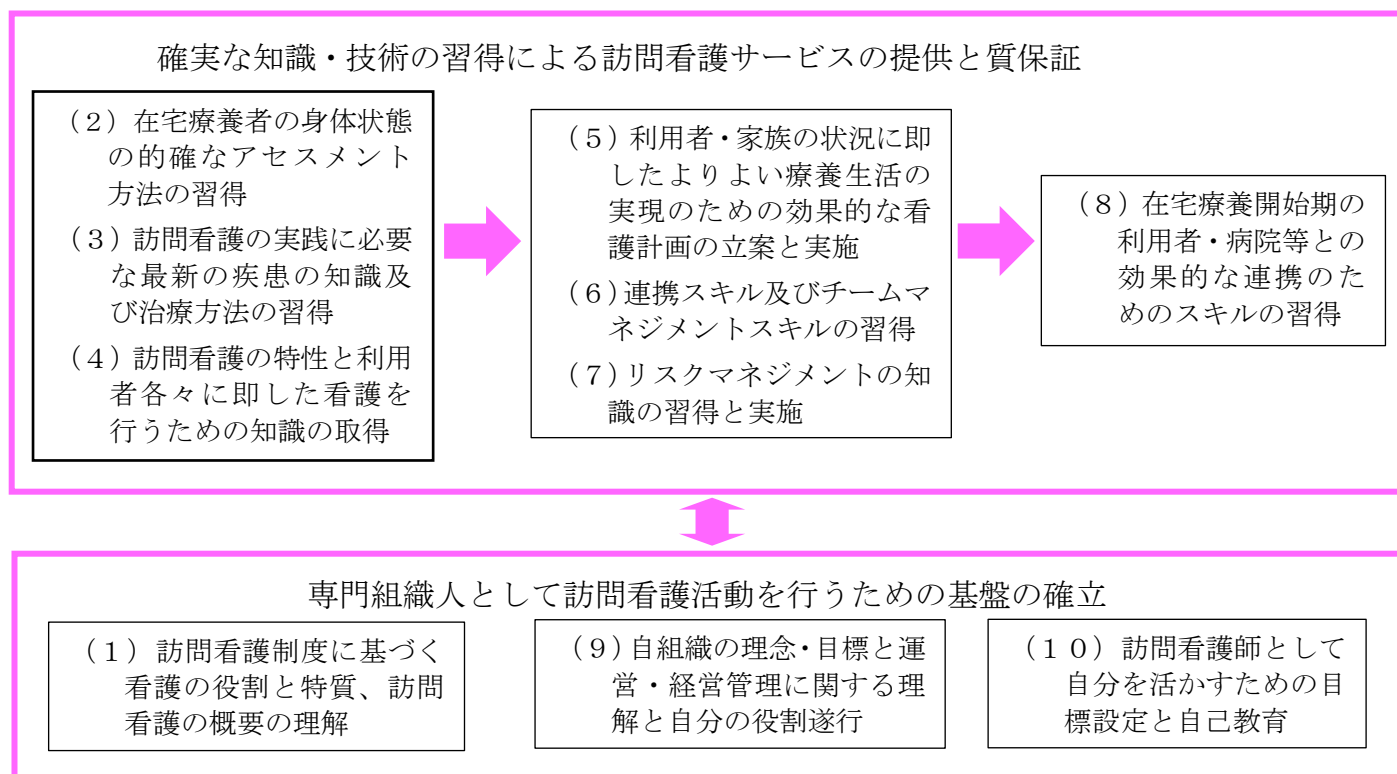 確実な知識・技術の習得による訪問看護サービスの提供と質保証
(2)在宅療養者の身体状態
の的確なアセスメント
方法の習得
(3)訪問看護の実践に必要
な最新の疾患の知識及
び治療方法の習得
(4)訪問看護の特性と利用
者各々に即した看護を
行うための知識の取得
(5)利用者・家族の状況に即
したよりよい療養生活の
実現のための効果的な看
護計画の立案と実施
(6)連携スキル及びチームマ
ネジメントスキルの習得
(7)リスクマネジメントの知
識の習得と実施
(8)在宅療養開始期の
利用者・病院等との
効果的な連携のた
めのスキルの習得
専門組織人として訪問看護活動を行うための基盤の確立
(1)訪問看護制度に基づく
看護の役割と特質、訪問
看護の概要の理解
(9)自組織の理念・目標と運
営・経営管理に関する理
解と自分の役割遂行
(10)訪問看護師として
自分を活かすための目
標設定と自己教育